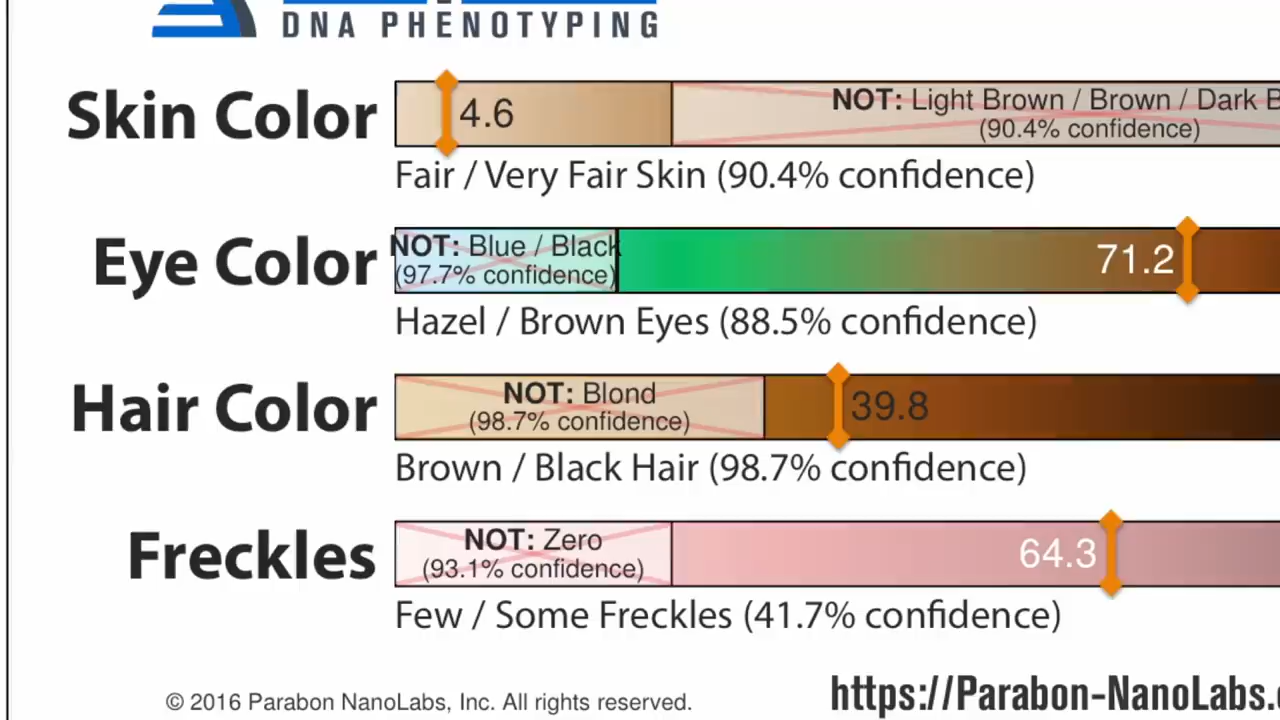 DNA PHENOTYPING
Skin Color
4.6
NOT: Light Brown / Brown / Dark B
(90.4% confidence)
Fair / Very Fair Skin (90.4% confidence)
Eye Color
NOT: Blue / Black
(97.7% confidence)
71.2
Hazel / Brown Eyes (88.5% confidence)
Hair Color
NOT: Blond
(98.7% confidence)
39.8
Brown / Black Hair (98.7% confidence)
Freckles
NOT: Zero
(93.1% confidence)
64.3
Few / Some Freckles (41.7% confidence)
© 2016 Parabon NanoLabs, Inc. All rights reserved.
https://Parabon-NanoLabs.